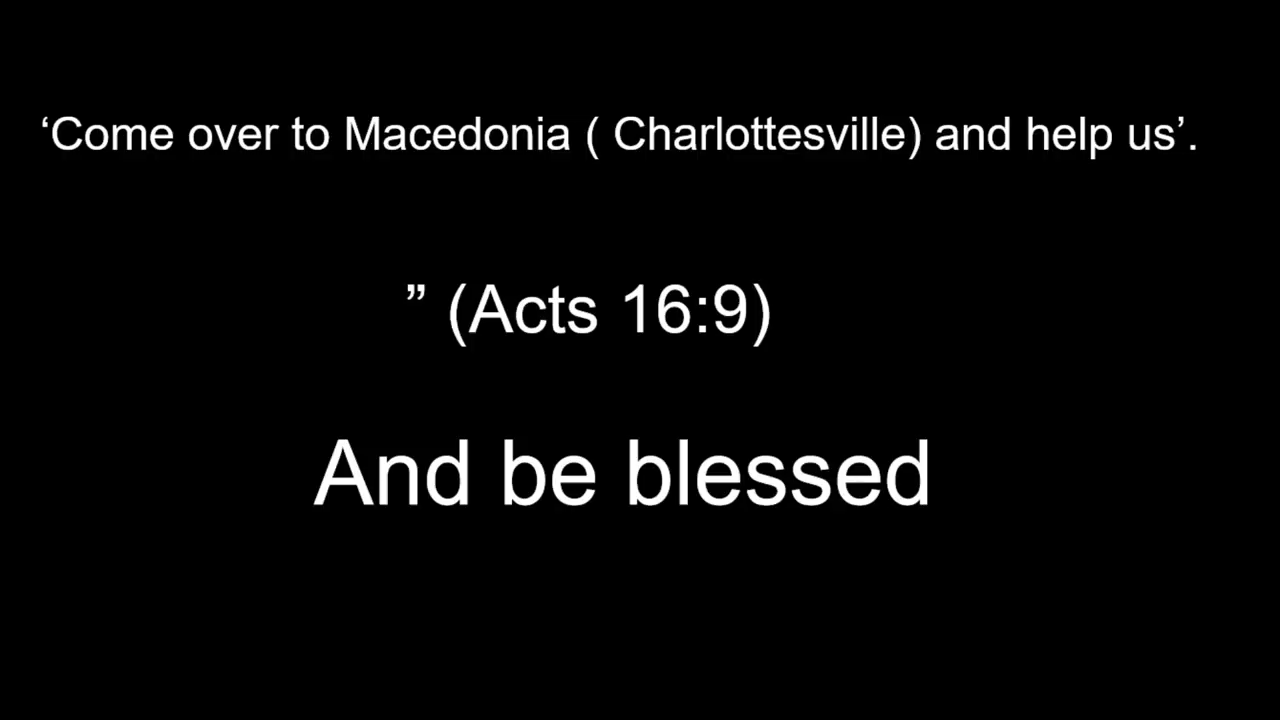 ‘Come over to Macedonia ( Charlottesville) and help us’.
” (Acts 16:9)
And be blessed